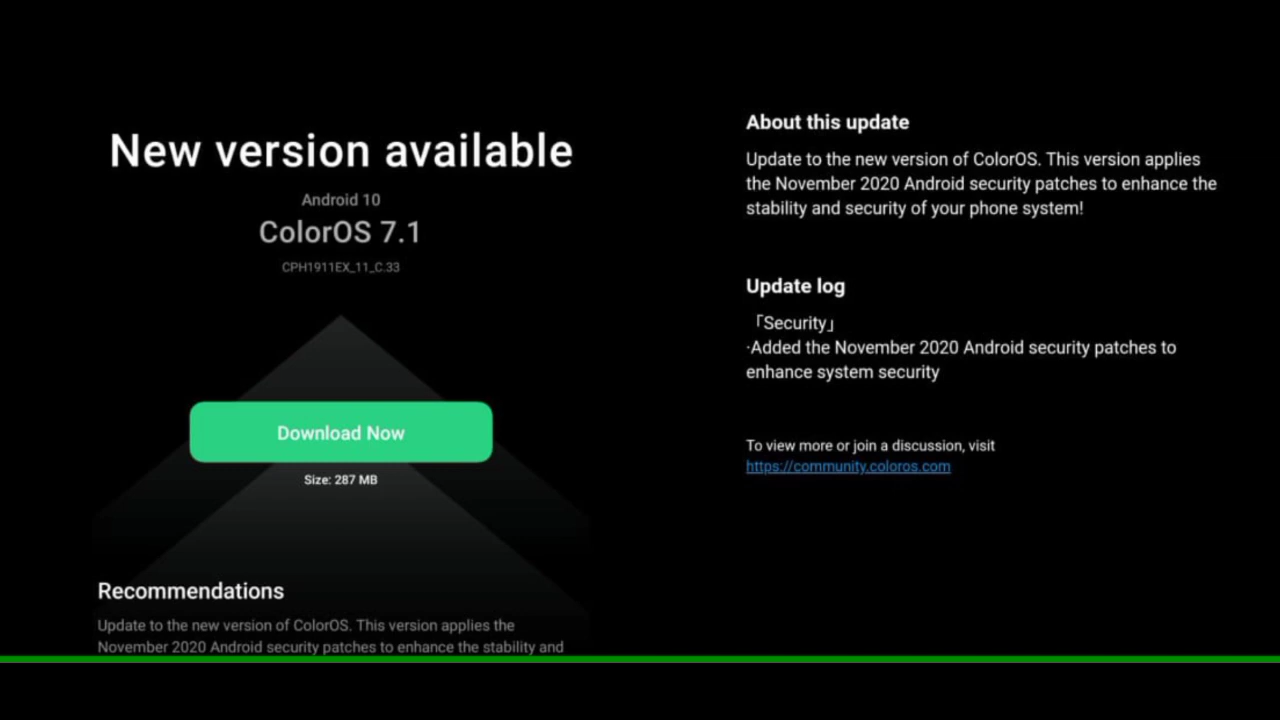 New version available
Android 10
ColorOS 7.1
CPH1911EX_11_C.33
Download Now
Size: 287 MB
Recommendations
Update to the new version of ColorOS. This version applies the
November 2020 Android security patches to enhance the stability and
About this update
Update to the new version of ColorOS. This version applies
the November 2020 Android security patches to enhance the
stability and security of your phone system!
Update log
「Security」
·Added the November 2020 Android security patches to
enhance system security
To view more or join a discussion, visit
https://community.coloros.com